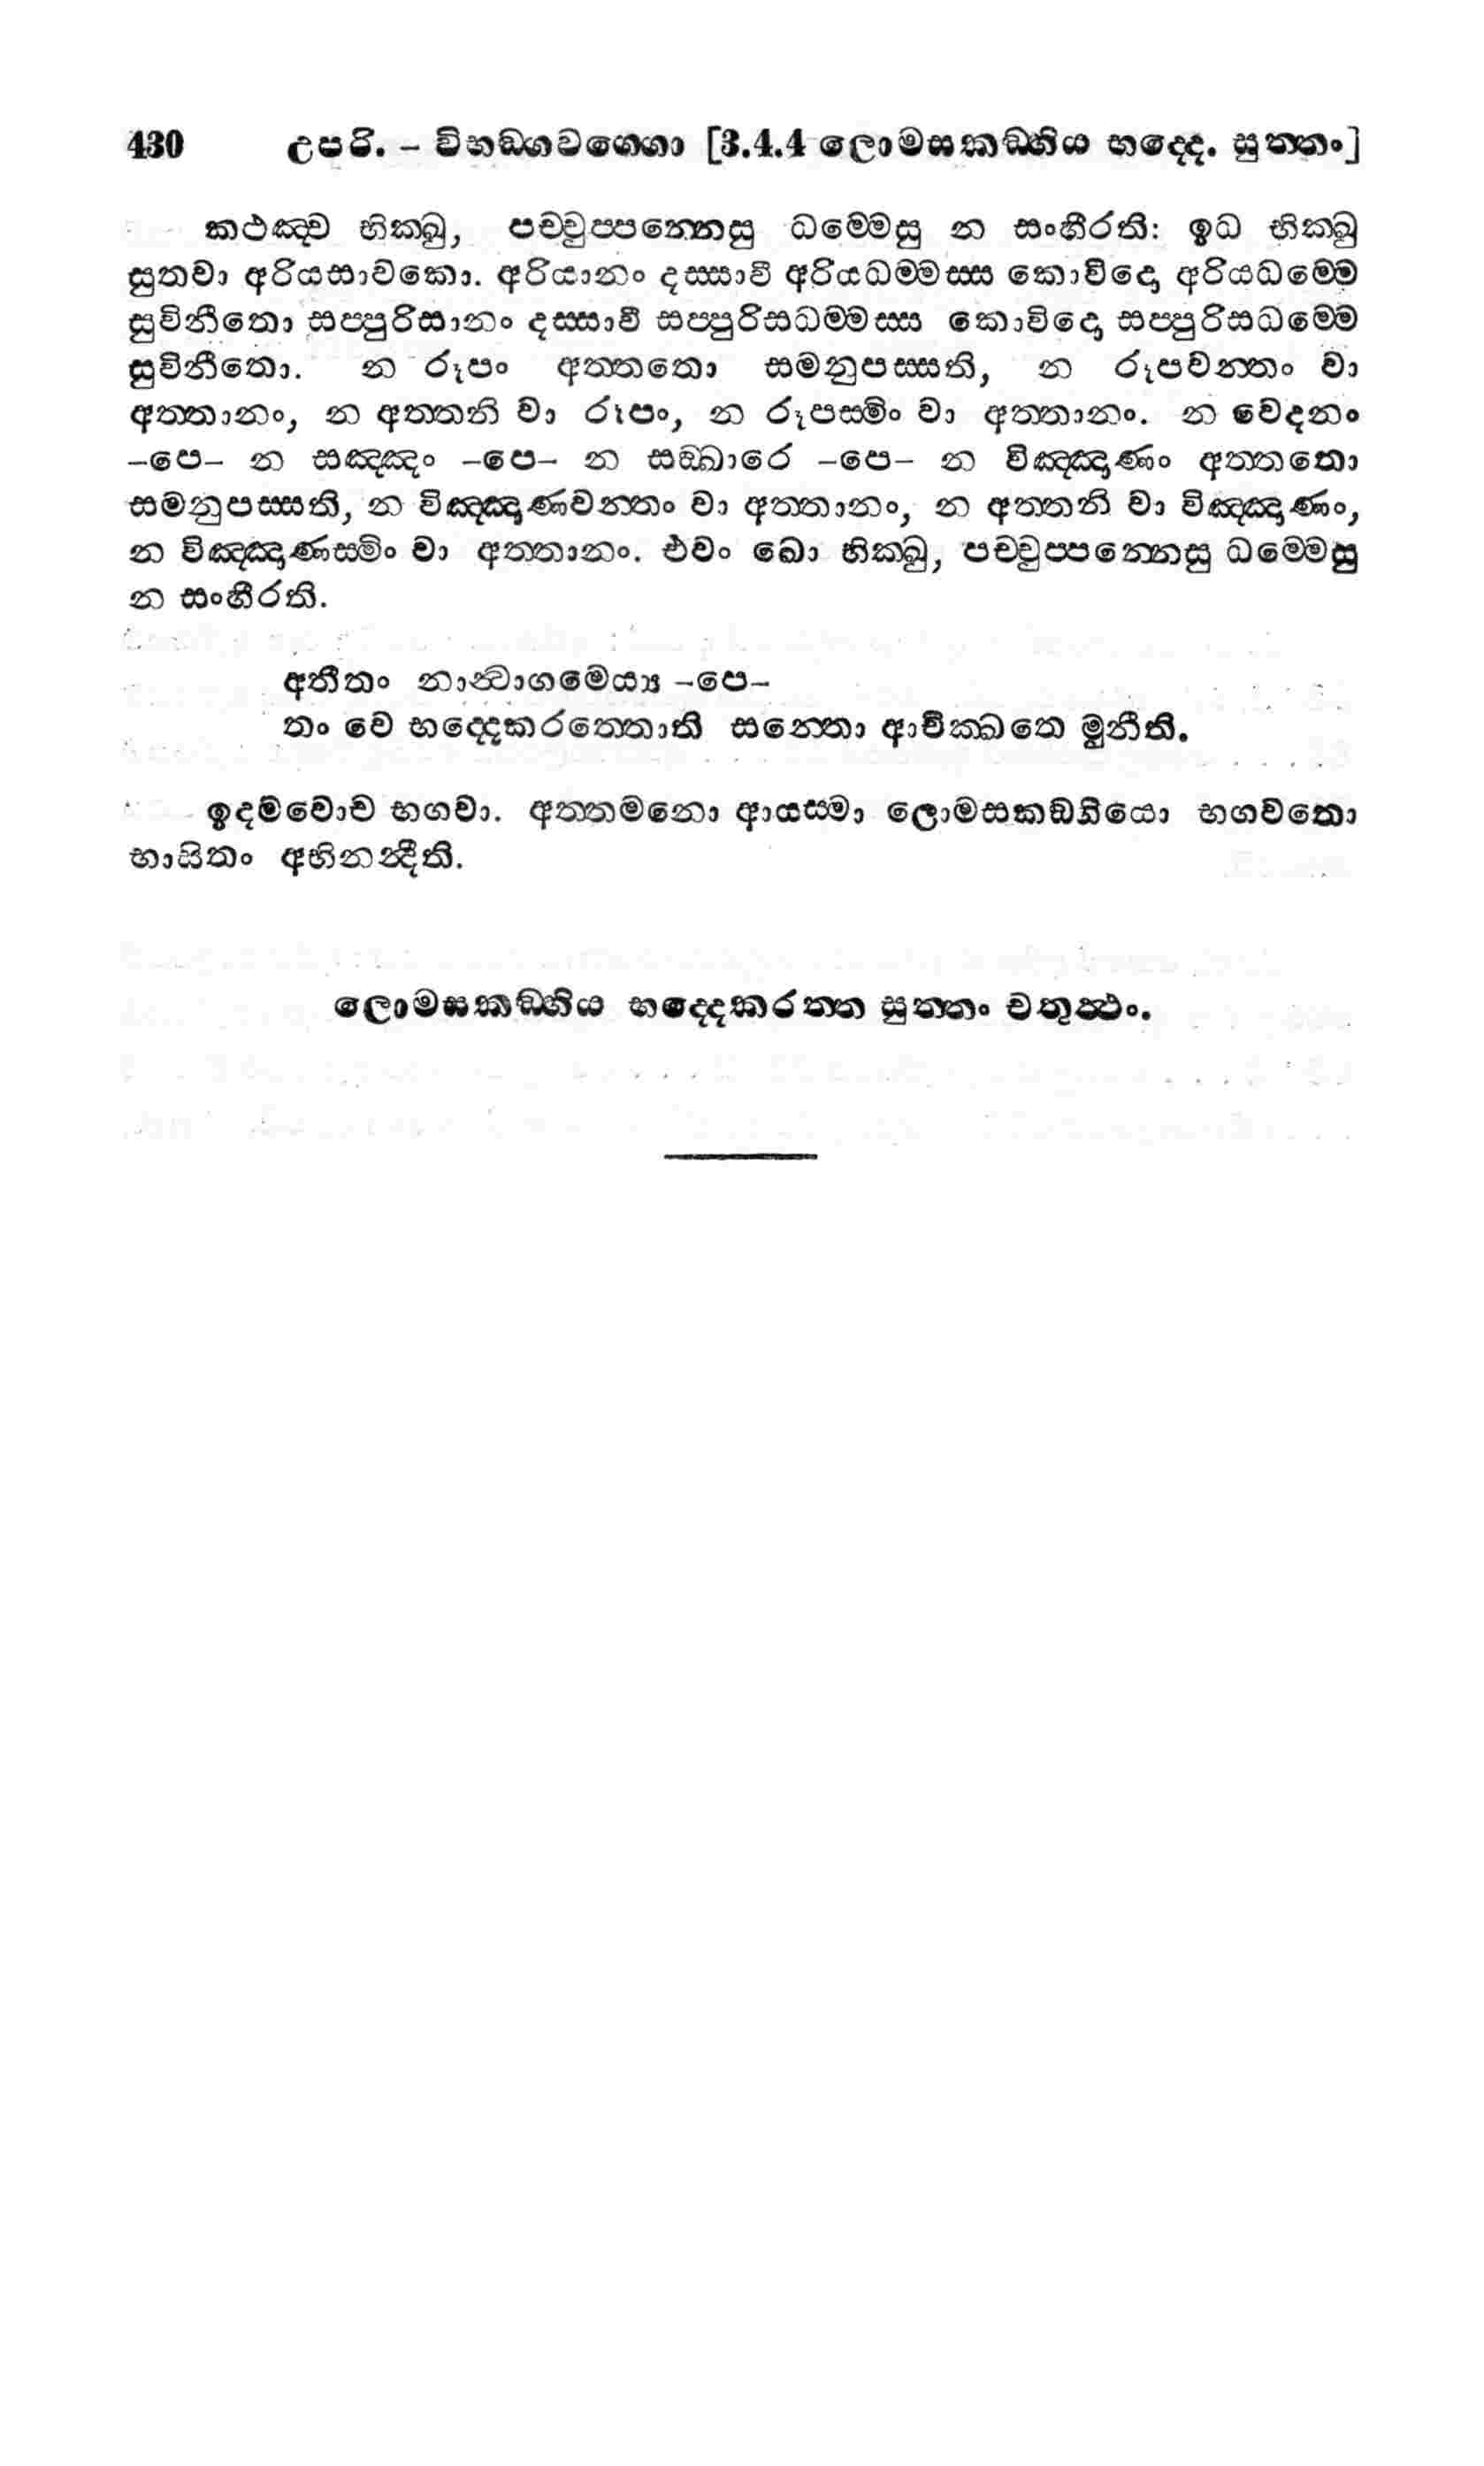 430 උපරි. - විභඞ්ගවග්ගො [3.4.4 ලොමසකඞ්ගිය භද්දෙ. සුත්තං]
කථඤ්ච භික්ඛු, පච්චුප්පන්නෙසු ධම්මෙසු න සංහීරති: ඉධ භික්ඛු
සුතවා අරියසාවකො. අරියානං දස්සාවී අරියධම්මස්ස කොවිදො අරියධම්මෙ
සුවිනීතො සප්පුරිසානං දස්සාවී සප්පුරිසධම්මස්ස කොවිදො සප්පුරිසධම්මෙ
සුවිනීතො. න රූපං අත්තතො සමනුපස්සති, න රූපවන්තං වා
අත්තානං, න අත්තනි වා රූපං, න රූපස්මිං වා අත්තානං. න වෙදනං
-පෙ- න සඤ්ඤං -පෙ- න සඞ්ඛාරෙ -පෙ- න විඤ්ඤාණං අත්තතො
සමනුපස්සති, න විඤ්ඤාණවන්තං වා අත්තානං, න අත්තනි වා විඤ්ඤාණං,
න විඤ්ඤාණස්මිං වා අත්තානං. එවං ඛො භික්ඛු, පච්චුප්පන්නෙසු ධම්මෙසු
න සංහීරති.
අතීතං නාන්වාගමෙය්‍ය -පෙ-
තං වෙ භද්දෙකරත්තොති සන්තො ආචික්ඛතෙ මුනීති.
ඉදමවොච භගවා. අත්තමනො ආයස්මා ලොමසකඞ්ගියො භගවතො
භාසිතං අභිනන්දීති.
ලොමසකඞ්ගිය භද්දෙකරත්ත සුත්තං චතුත්ථං.